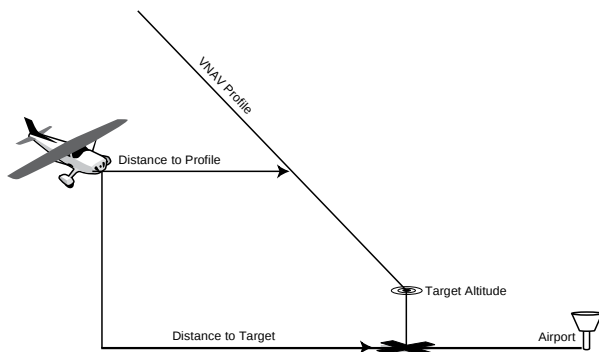 VNAV Profile
Distance to Profile
Target Altitude
Distance to Target
Airport